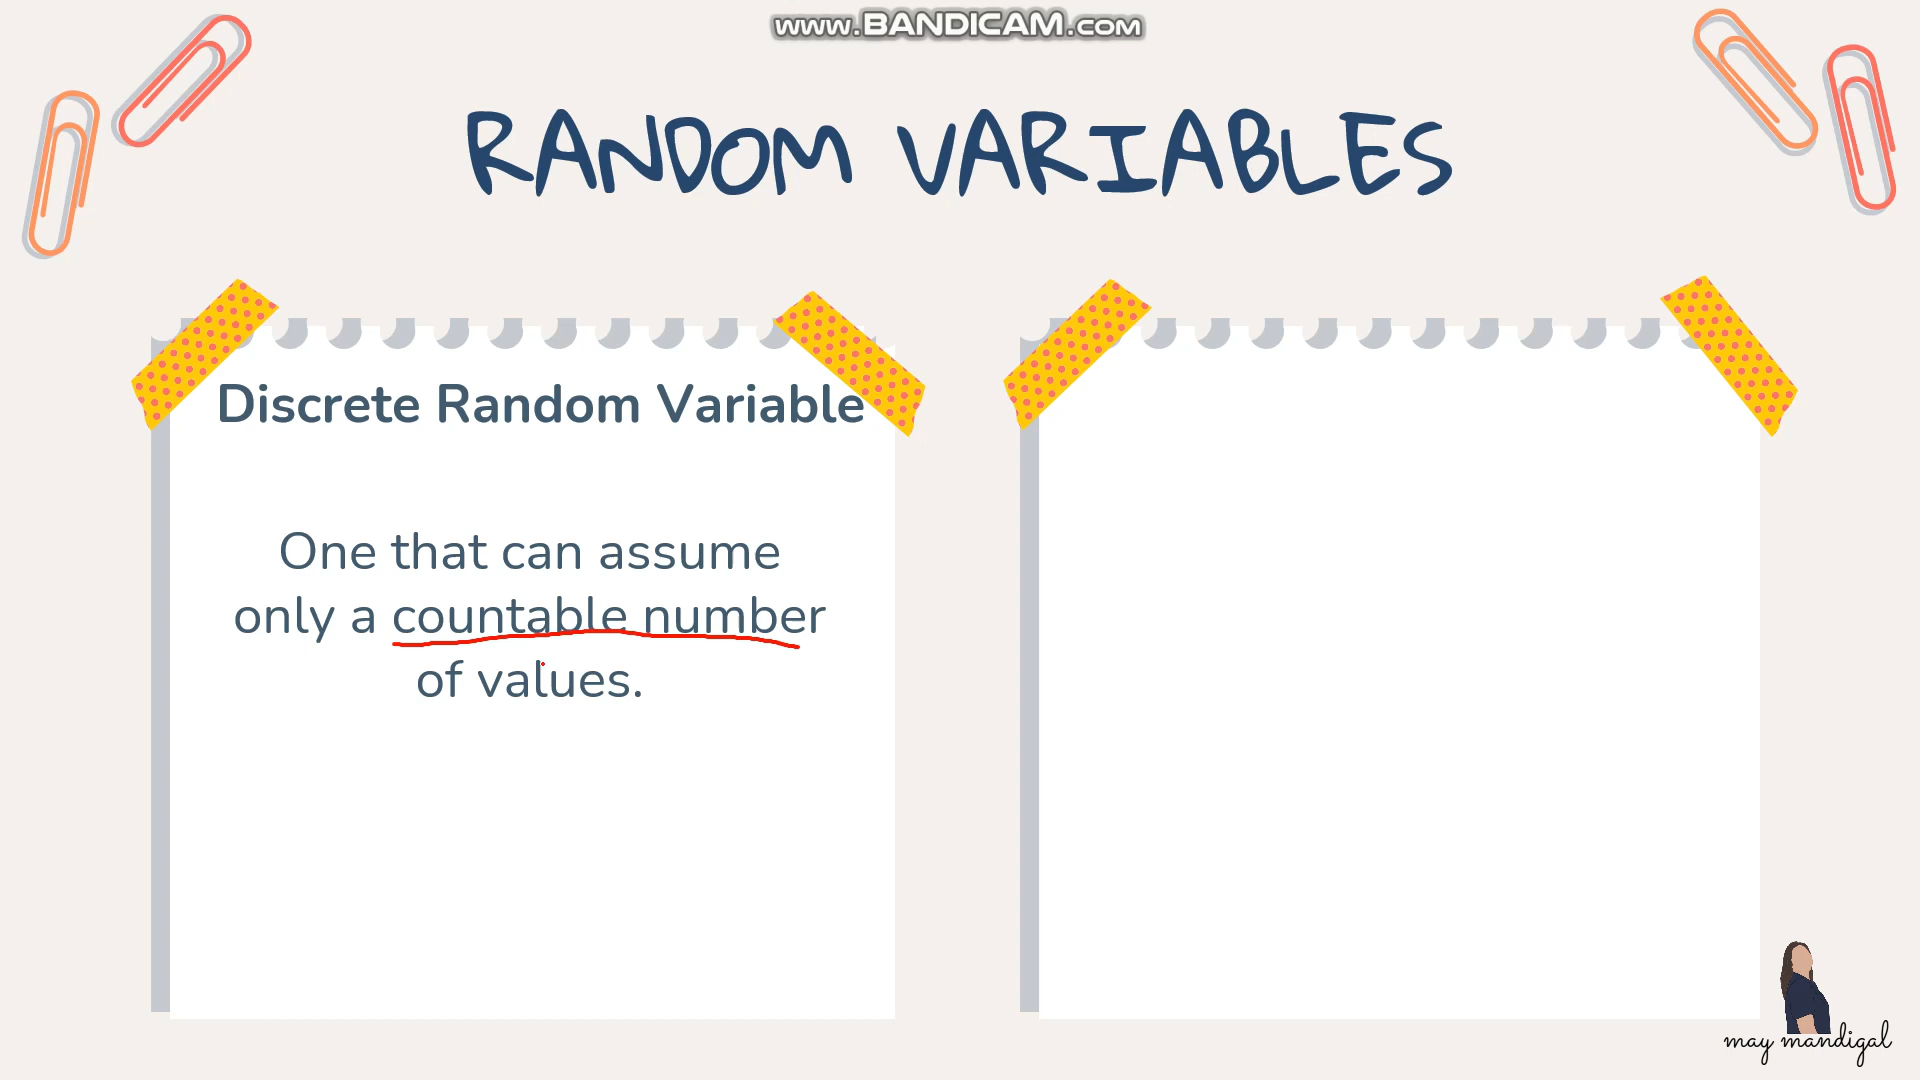 www.BANDICAM.com
RANDOM VARIABLES
Discrete Random Variable
One that can assume
only a countable number
of values.
may mandigal